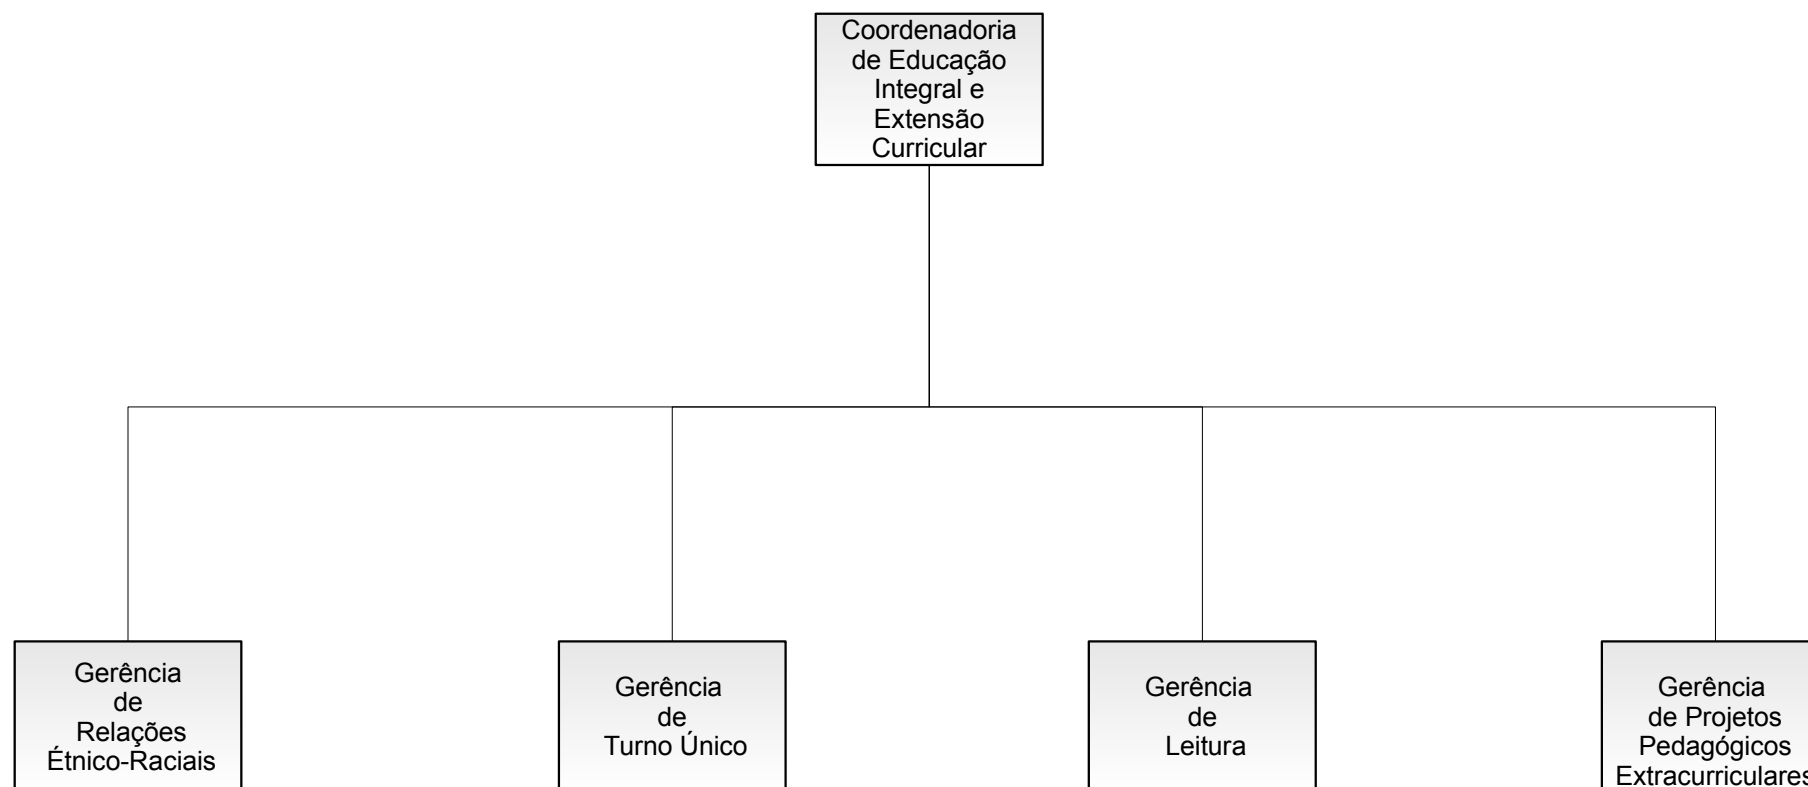 Coordenadoria
de Educação
Integral e
Extensão
Curricular
Gerência
de
Relações
Étnico-Raciais
Gerência
de
Turno Único
Gerência
de
Leitura
Gerência
de Projetos
Pedagógicos
Extracurriculares